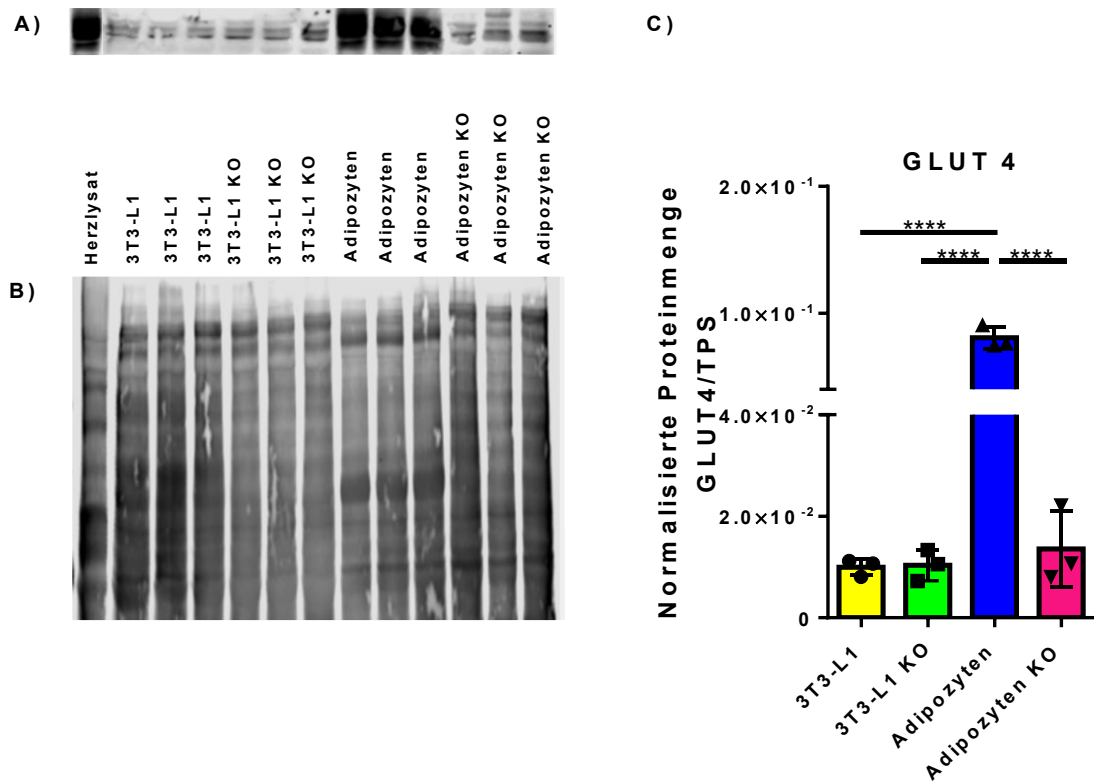 A)
Herzlysat
3T3-L1
3T3-L1
3T3-L1
3T3-L1 KO
3T3-L1 KO
3T3-L1 KO
Adipozyten
Adipozyten
Adipozyten
Adipozyten KO
Adipozyten KO
Adipozyten KO
B)
C)
GLUT 4
Normalisierte Proteinmenge
GLUT4/TPS
2.0×10⁻¹
1.0×10⁻¹
4.0×10⁻²
2.0×10⁻²
0
****
**** ****
3T3-L1
3T3-L1 KO
Adipozyten
Adipozyten KO